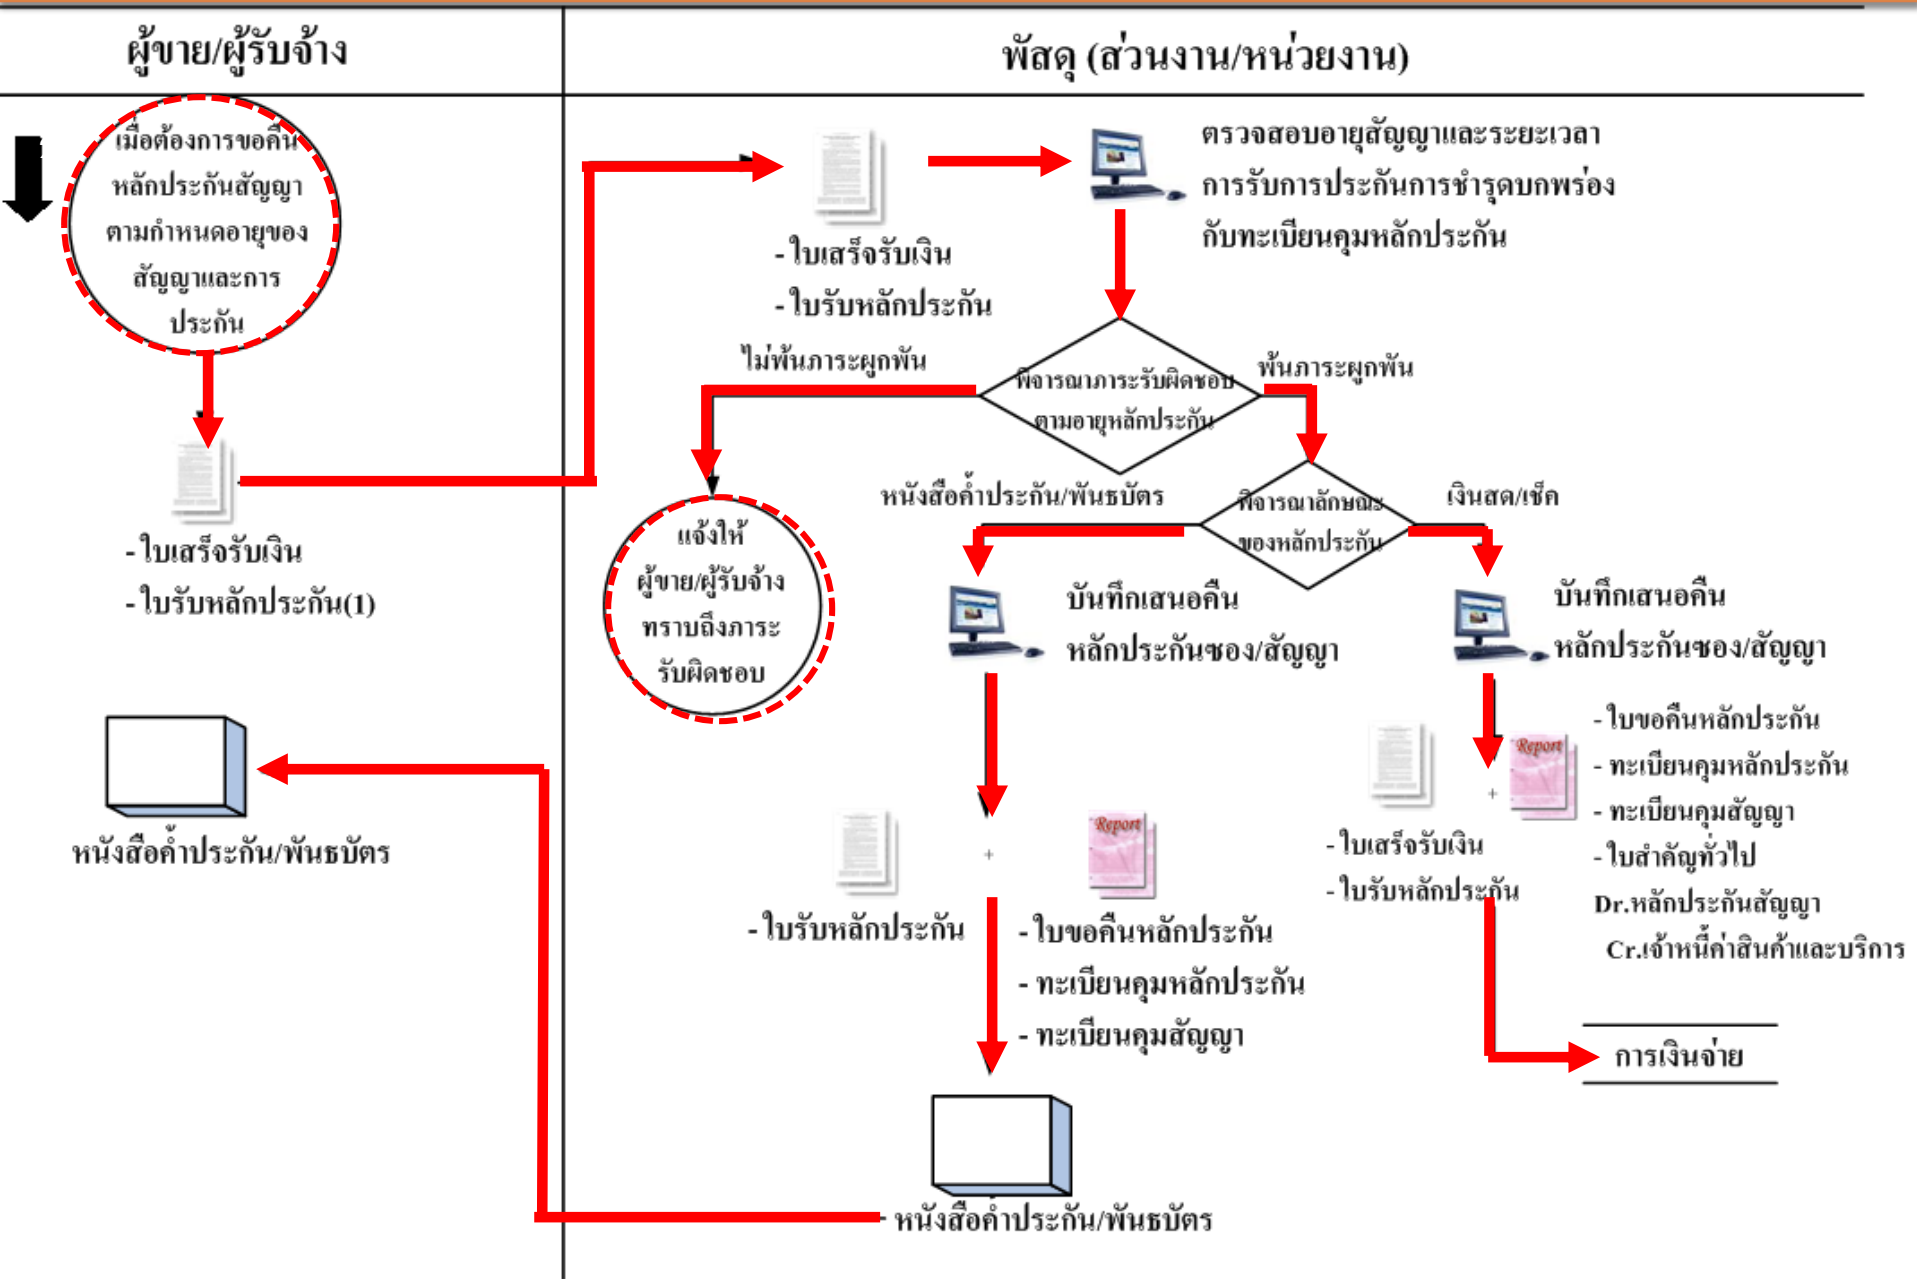 ผู้ขาย/ผู้รับจ้าง
พัสดุ (ส่วนงาน/หน่วยงาน)
เมื่อต้องการขอคืน
หลักประกันสัญญา
ตามกำหนดอายุของ
สัญญาและการ
ประกัน
- ใบเสร็จรับเงิน
- ใบรับหลักประกัน(1)
หนังสือค้ำประกัน/พันธบัตร
- ใบเสร็จรับเงิน
- ใบรับหลักประกัน
ตรวจสอบอายุสัญญาและระยะเวลา
การรับการประกันการชำรุดบกพร่อง
กับทะเบียนคุมหลักประกัน
ไม่พ้นภาระผูกพัน
พิจารณาภาระรับผิดชอบ
ตามอายุหลักประกัน
พ้นภาระผูกพัน
แจ้งให้
ผู้ขาย/ผู้รับจ้าง
ทราบถึงภาระ
รับผิดชอบ
หนังสือค้ำประกัน/พันธบัตร
พิจารณาลักษณะ
ของหลักประกัน
เงินสด/เช็ค
บันทึกเสนอคืน
หลักประกันซอง/สัญญา
บันทึกเสนอคืน
หลักประกันซอง/สัญญา
+
Report
- ใบรับหลักประกัน
- ใบขอคืนหลักประกัน
- ทะเบียนคุมหลักประกัน
- ทะเบียนคุมสัญญา
- หนังสือค้ำประกัน/พันธบัตร
+
Report
- ใบเสร็จรับเงิน
- ใบรับหลักประกัน
- ใบขอคืนหลักประกัน
- ทะเบียนคุมหลักประกัน
- ทะเบียนคุมสัญญา
- ใบสำคัญทั่วไป
Dr.หลักประกันสัญญา
Cr.เจ้าหนี้ค่าสินค้าและบริการ
การเงินจ่าย